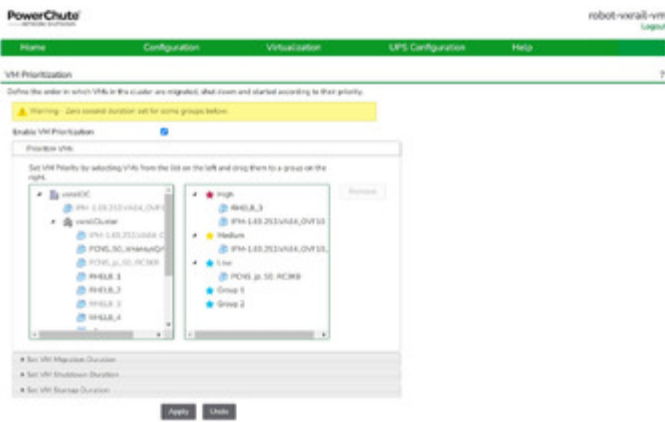 PowerChute
NETWORK SHUTDOWN
robot-vxrail-vm
Logout
Home Configuration Virtualization UPS Configuration Help
VM Prioritization ?
Define the order in which VMs in the cluster are migrated, shut down and started according to their priority.
Warning - Zero second duration set for some groups below.
Enable VM Prioritization
Prioritize VMs
Set VM Priority by selecting VMs from the list on the left and drag them to a group on the
right.
vxrailDC
vxrailCluster
RHEL8_1
RHEL8_2
RHEL8_3
RHEL8_4
High
RHEL8_3
Medium
Low
Group 1
Group 2
Remove
Set VM Migration Duration
Set VM Shutdown Duration
Set VM Startup Duration
Apply Undo